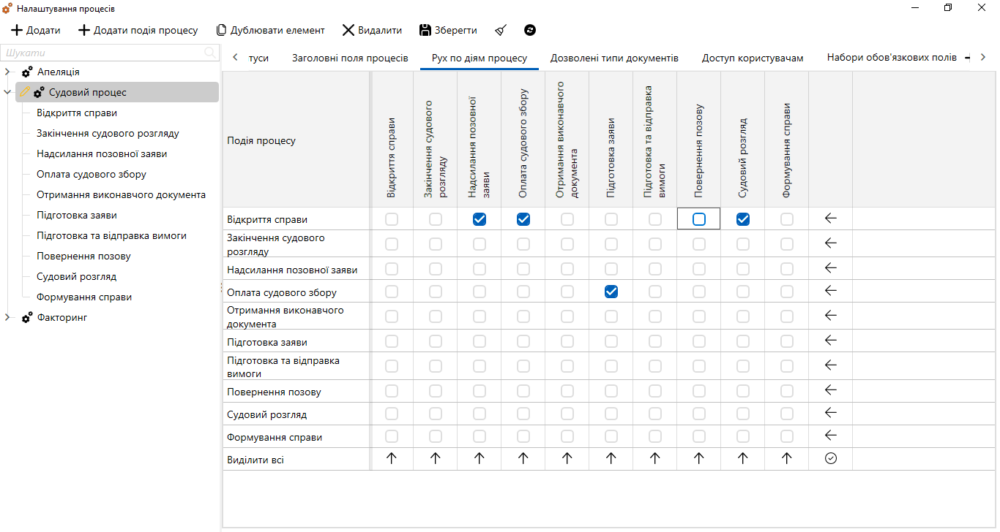 Налаштування процесів
Додати
Додати подія процесу
Дублювати елемент
Видалити
Зберегти
Шукати
Апеляція
Судовий процес
Відкриття справи
Закінчення судового розгляду
Надсилання позовної заяви
Оплата судового збору
Отримання виконавчого документа
Підготовка заяви
Підготовка та відправка вимоги
Повернення позову
Судовий розгляд
Формування справи
Факторинг
туси
Заголовні поля процесів
Рух по діям процесу
Дозволені типи документів
Доступ користувачам
Набори обов'язкових полів
Подія процесу
Відкриття справи
Закінчення судового
розгляду
Надсилання позовної
заяви
Оплата судового збору
Отримання виконавчого
документа
Підготовка заяви
Підготовка та відправка
вимоги
Повернення позову
Судовий розгляд
Формування справи
Відкриття справи
Закінчення судового
розгляду
Надсилання позовної заяви
Оплата судового збору
Отримання виконавчого
документа
Підготовка заяви
Підготовка та відправка
вимоги
Повернення позову
Судовий розгляд
Формування справи
Виділити всі